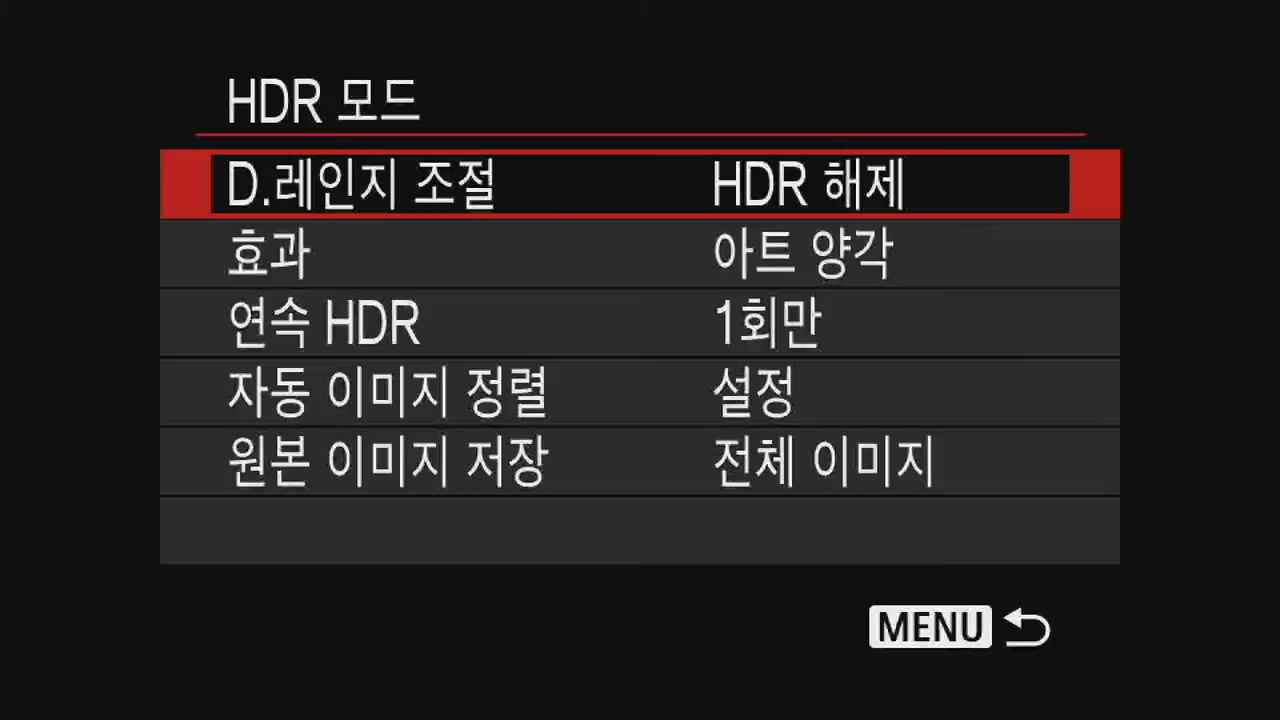 HDR 모드
D.레인지 조절 HDR 해제
효과 아트 양각
연속 HDR 1회만
자동 이미지 정렬 설정
원본 이미지 저장 전체 이미지
MENU